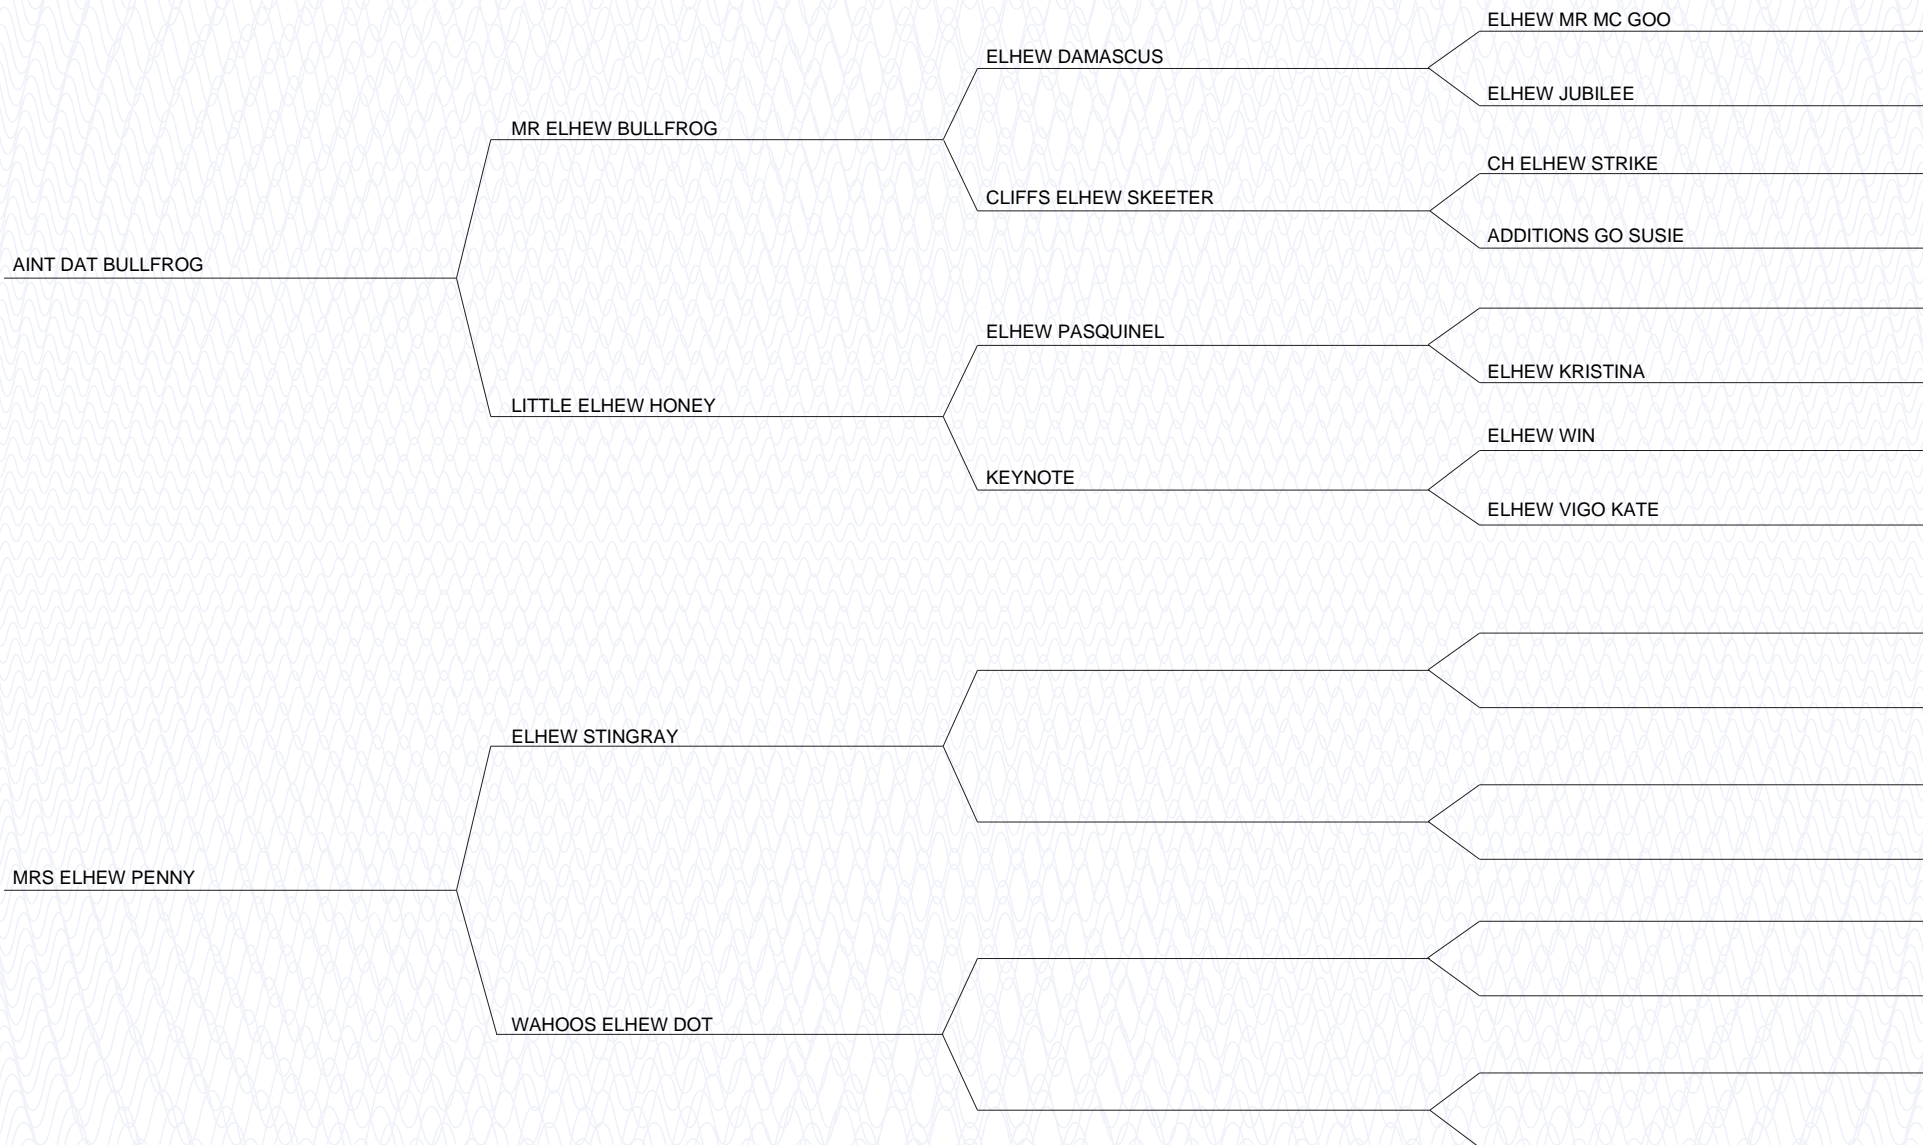 ELHEW MR MC GOO
ELHEW DAMASCUS
ELHEW JUBILEE
MR ELHEW BULLFROG
CH ELHEW STRIKE
CLIFFS ELHEW SKEETER
ADDITIONS GO SUSIE
AINT DAT BULLFROG
ELHEW PASQUINEL
ELHEW KRISTINA
LITTLE ELHEW HONEY
ELHEW WIN
KEYNOTE
ELHEW VIGO KATE
ELHEW STINGRAY
MRS ELHEW PENNY
WAHOOS ELHEW DOT